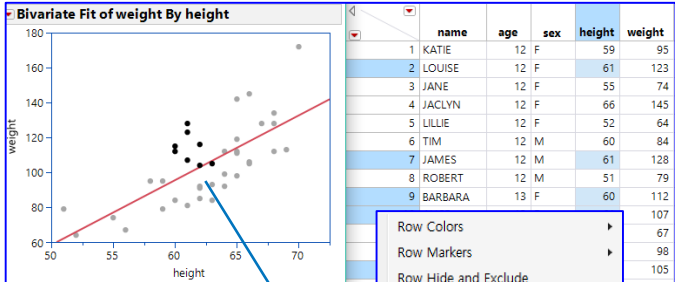 Bivariate Fit of weight By height
180
160
140
120
100
80
60
weight
50 55 60 65 70
height
name age sex height weight
1 KATIE 12 F 59 95
2 LOUISE 12 F 61 123
3 JANE 12 F 55 74
4 JACLYN 12 F 66 145
5 LILLIE 12 F 52 64
6 TIM 12 M 60 84
7 JAMES 12 M 61 128
8 ROBERT 12 M 51 79
9 BARBARA 13 F 60 112
107
67
98
105
Row Colors
Row Markers
Row Hide and Exclude